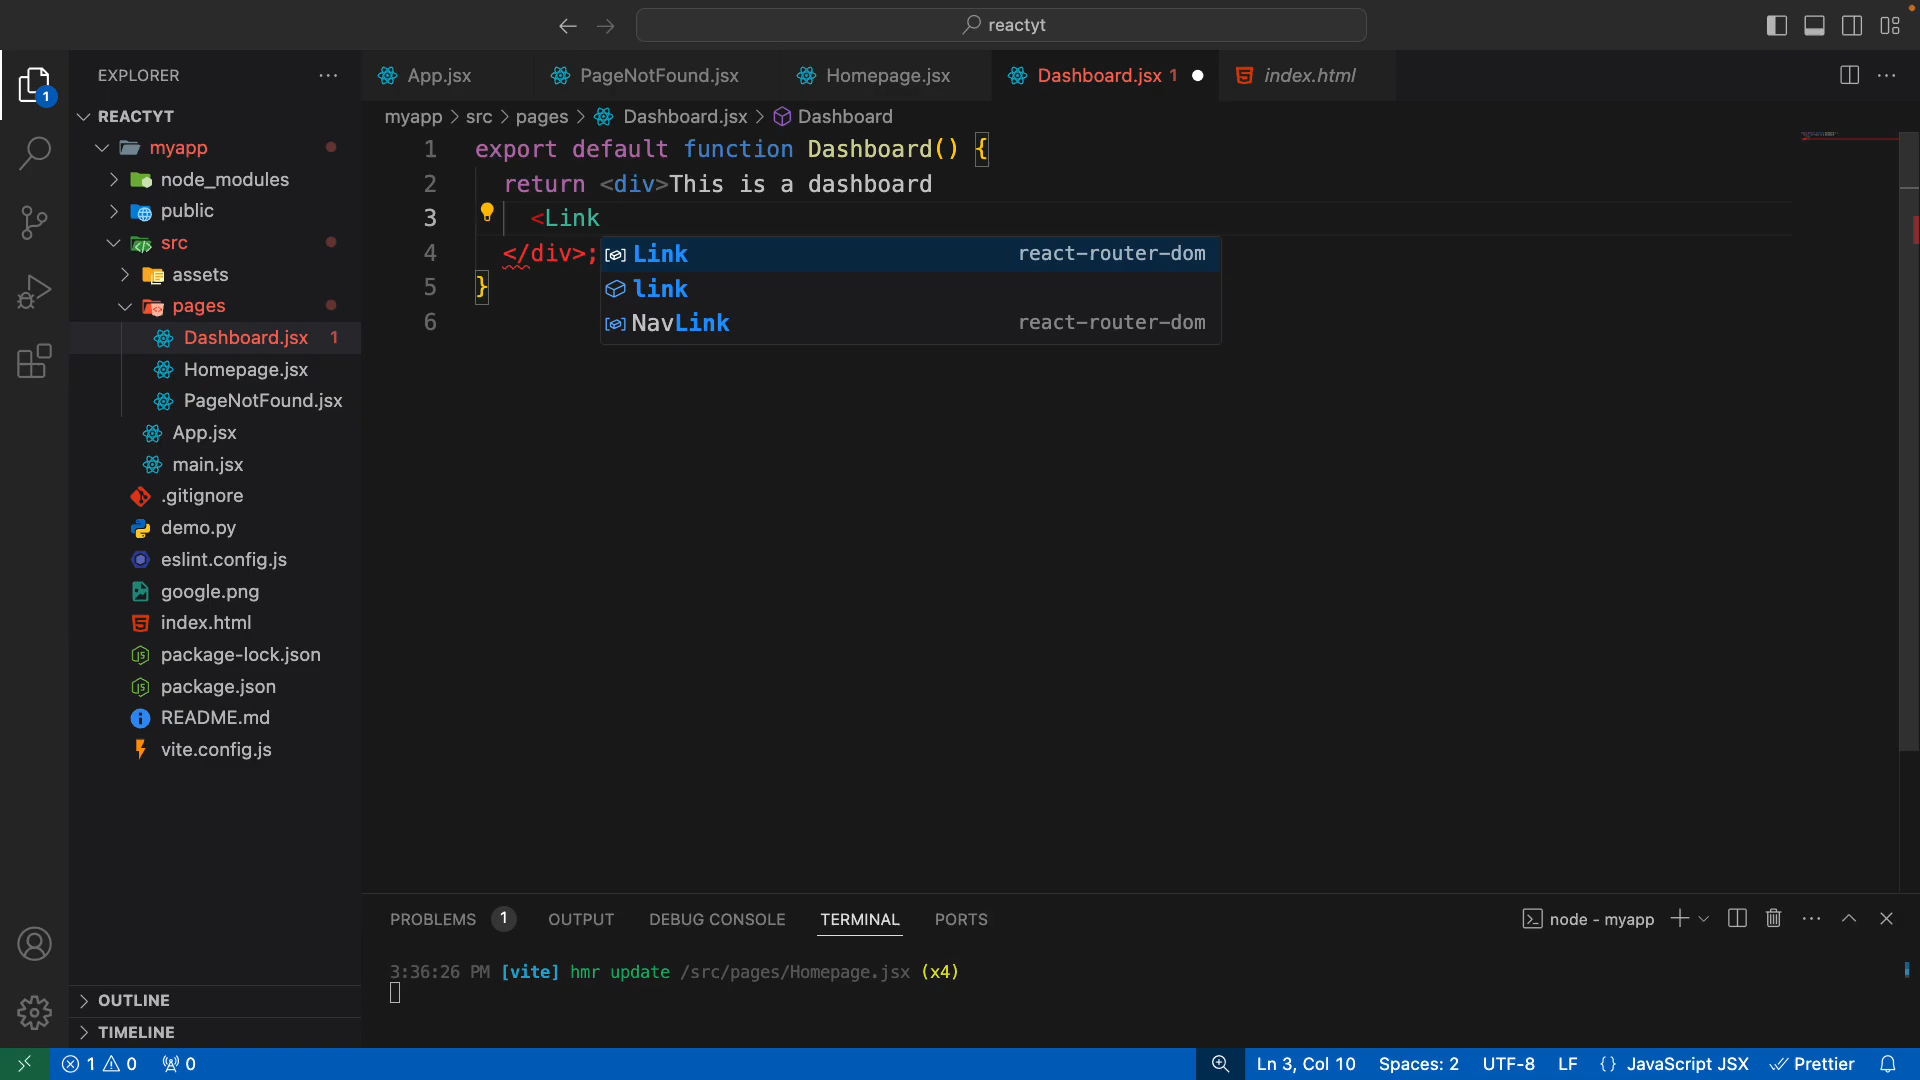 reactyt
EXPLORER
REACTYT
myapp
node_modules
public
src
assets
pages
Dashboard.jsx 1
Homepage.jsx
PageNotFound.jsx
App.jsx
main.jsx
.gitignore
demo.py
eslint.config.js
google.png
index.html
package-lock.json
package.json
README.md
vite.config.js
OUTLINE
TIMELINE
1
App.jsx PageNotFound.jsx Homepage.jsx Dashboard.jsx 1 index.html
myapp > src > pages > Dashboard.jsx > Dashboard
1 export default function Dashboard() {
2 return <div>This is a dashboard
3 <Link
4 </div>;
5 }
6
Link react-router-dom
link
NavLink react-router-dom
PROBLEMS 1 OUTPUT DEBUG CONSOLE TERMINAL PORTS node - myapp
3:36:26 PM [vite] hmr update /src/pages/Homepage.jsx (x4)
1 0 0 Ln 3, Col 10 Spaces: 2 UTF-8 LF {} JavaScript JSX Prettier